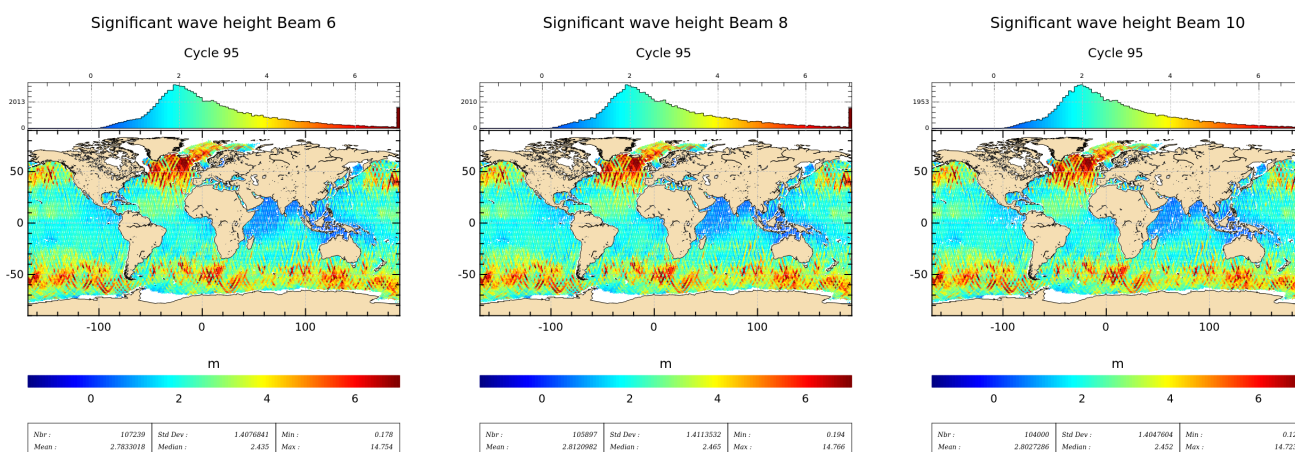 Significant wave height Beam 6
Cycle 95
0 2 4 6
2013
0
50
0
-50
-100 0 100
m
0 2 4 6
Nbr : 107239 Std Dev : 1.4076841 Min : 0.178
Mean : 2.7833018 Median : 2.435 Max : 14.754
Significant wave height Beam 8
Cycle 95
0 2 4 6
2010
0
50
0
-50
-100 0 100
m
0 2 4 6
Nbr : 105897 Std Dev : 1.4113532 Min : 0.194
Mean : 2.8120982 Median : 2.465 Max : 14.766
Significant wave height Beam 10
Cycle 95
0 2 4 6
1953
0
50
0
-50
-100 0 100
m
0 2 4 6
Nbr : 104000 Std Dev : 1.4047604 Min :
Mean : 2.8027286 Median : 2.452 Max :